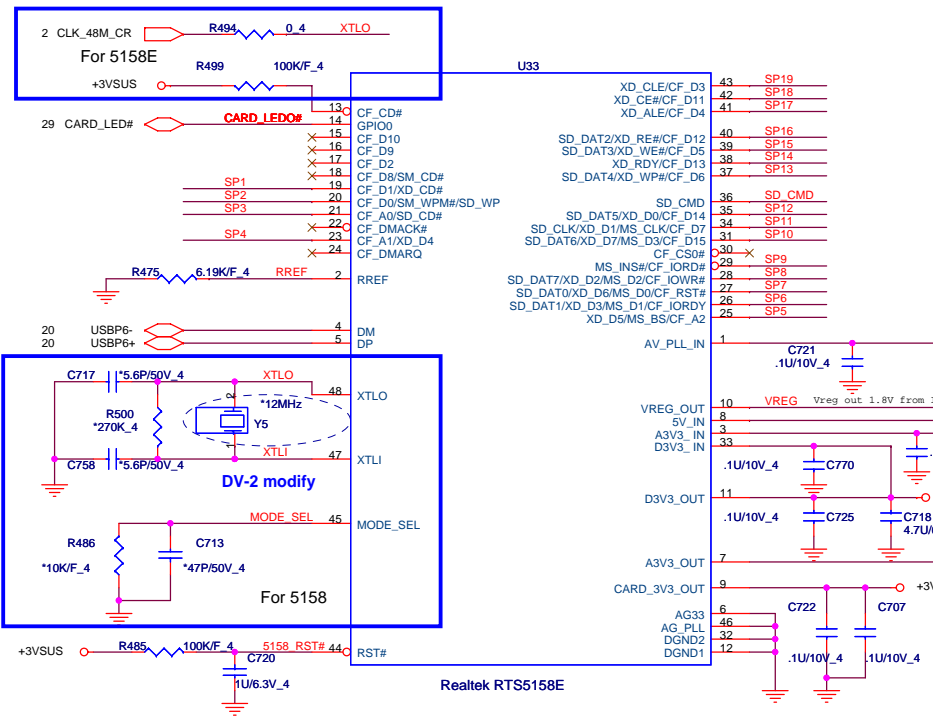 2 CLK_48M_CR R494 0_4 XTLO
For 5158E
R499 100K/F_4
+3VSUS
U33
13 CF_CD#
29 CARD_LED# CARD_LED0# 14 GPIO0
15 CF_D10
16 CF_D9
17 CF_D2
18 CF_D8/SM_CD#
SP1 19 CF_D1/XD_CD#
SP2 20 CF_D0/SM_WPM#/SD_WP
SP3 21 CF_A0/SD_CD#
22 CF_DMACK#
SP4 23 CF_A1/XD_D4
24 CF_DMARQ
R475 6.19K/F_4 RREF 2 RREF
20 USBP6- 4 DM
20 USBP6+ 5 DP
C717 *5.6P/50V_4 XTLO 48 XTLO
2
*12MHz
R500
*270K_4
Y5
1
C758 *5.6P/50V_4 XTLI 47 XTLI
DV-2 modify
MODE_SEL 45 MODE_SEL
R486
*10K/F_4
C713
*47P/50V_4
For 5158
+3VSUS R485 100K/F_4 5158_RST# 44 RST#
C720
1U/6.3V_4
XD_CLE/CF_D3 43 SP19
XD_CE#/CF_D11 42 SP18
XD_ALE/CF_D4 41 SP17
SD_DAT2/XD_RE#/CF_D12 40 SP16
SD_DAT3/XD_WE#/CF_D5 39 SP15
XD_RDY/CF_D13 38 SP14
SD_DAT4/XD_WP#/CF_D6 37 SP13
SD_CMD 36 SD_CMD
SD_DAT5/XD_D0/CF_D14 35 SP12
SD_CLK/XD_D1/MS_CLK/CF_D7 34 SP11
SD_DAT6/XD_D7/MS_D3/CF_D15 31 SP10
CF_CS0# 30
MS_INS#/CF_IORD# 29 SP9
SD_DAT7/XD_D2/MS_D2/CF_IOWR# 28 SP8
SD_DAT0/XD_D6/MS_D0/CF_RST# 27 SP7
SD_DAT1/XD_D3/MS_D1/CF_IORDY 26 SP6
XD_D5/MS_BS/CF_A2 25 SP5
AV_PLL_IN 1
C721
.1U/10V_4
VREG_OUT 10 VREG Vreg out 1.8V from
5V_IN 8
A3V3_IN 3
D3V3_IN 33
.1U/10V_4 C770
D3V3_OUT 11
.1U/10V_4 C725
C718
4.7U/
A3V3_OUT 7
CARD_3V3_OUT 9 +3V
C722 C707
.1U/10V_4 .1U/10V_4
AG33 6
AG_PLL 46
DGND2 32
DGND1 12
Realtek RTS5158E